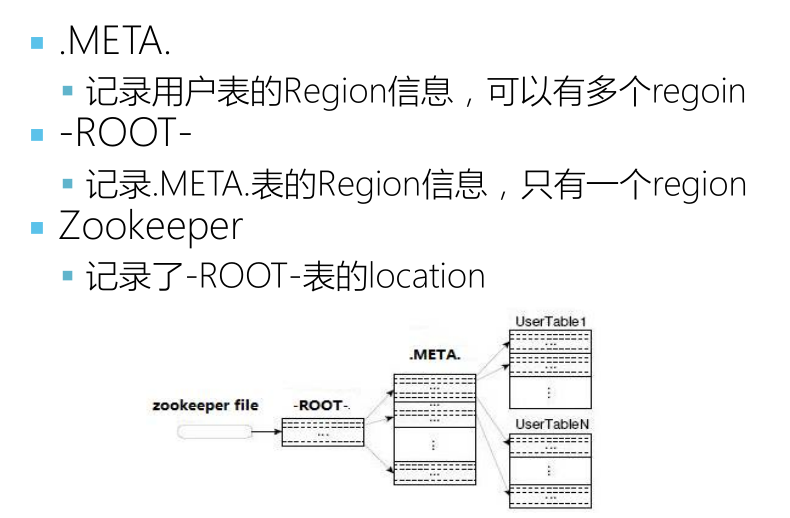 .META.
记录用户表的Region信息，可以有多个regoin
-ROOT-
记录.META.表的Region信息，只有一个region
Zookeeper
记录了-ROOT-表的location
UserTable1
.META.
zookeeper file
-ROOT-.
UserTableN